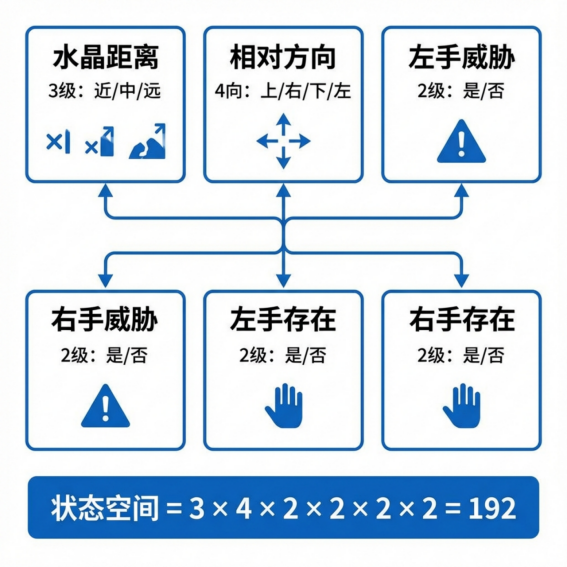 水晶距离
3级：近/中/远
相对方向
4向：上/右/下/左
左手威胁
2级：是/否
右手威胁
2级：是/否
左手存在
2级：是/否
右手存在
2级：是/否
状态空间 = 3 × 4 × 2 × 2 × 2 × 2 = 192